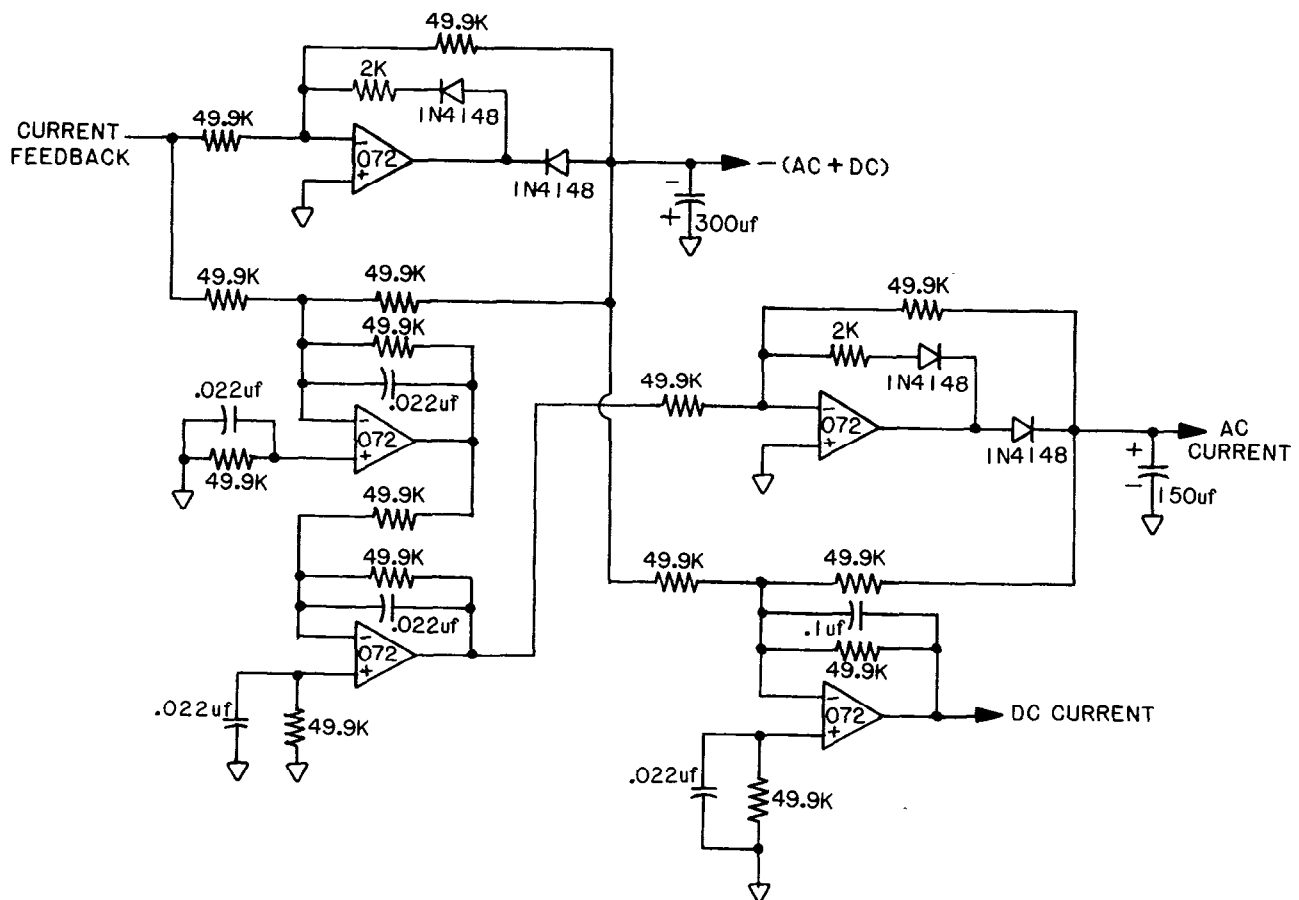 49.9K
2K
1N4148
49.9K
CURRENT
FEEDBACK
-
072
+
1N4148
-(AC + DC)
-
+
300uf
49.9K
49.9K
49.9K
.022uf
.022uf
-
072
+
49.9K
49.9K
49.9K
2K
1N4148
49.9K
-
072
+
1N4148
AC
CURRENT
+
-
150uf
49.9K
.022uf
-
072
+
.022uf
49.9K
49.9K
49.9K
.1uf
49.9K
-
072
+
DC CURRENT
.022uf
49.9K